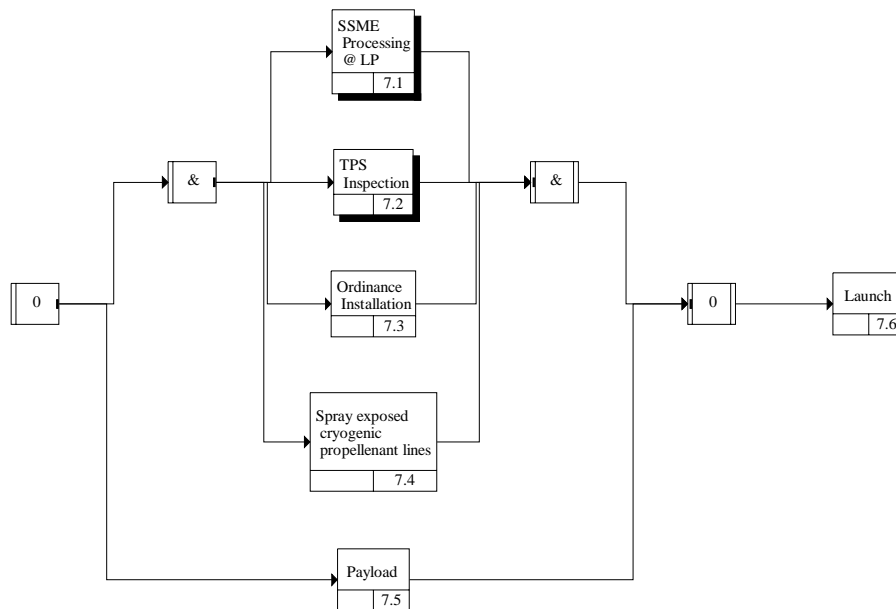 SSME
Processing
@ LP
7.1
&
TPS
Inspection
7.2
&
0
Ordinance
Installation
7.3
0
Launch
7.6
Spray exposed
cryogenic
propellenant lines
7.4
Payload
7.5